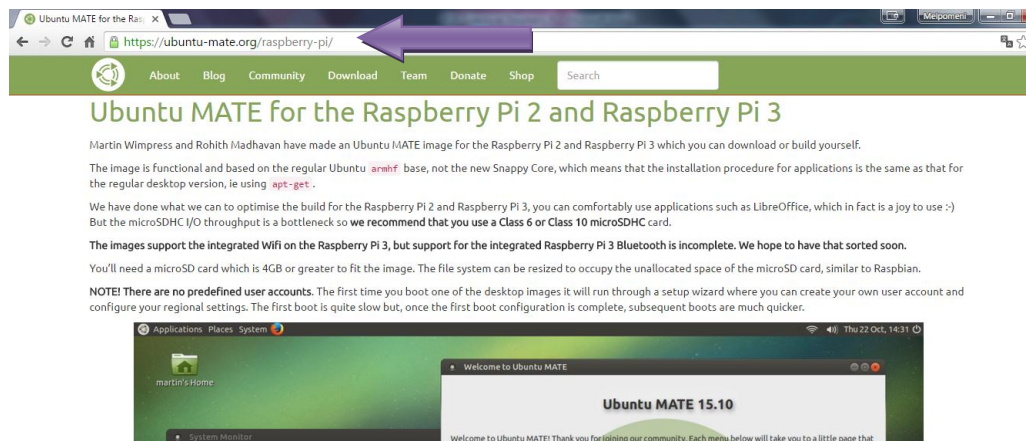 Ubuntu MATE for the Ras
Meipomeni
https://ubuntu-mate.org/raspberry-pi/
About Blog Community Download Team Donate Shop Search
Ubuntu MATE for the Raspberry Pi 2 and Raspberry Pi 3
Martin Wimpress and Rohith Madhavan have made an Ubuntu MATE image for the Raspberry Pi 2 and Raspberry Pi 3 which you can download or build yourself.
The image is functional and based on the regular Ubuntu armhf base, not the new Snappy Core, which means that the installation procedure for applications is the same as that for
the regular desktop version, ie using apt-get.
We have done what we can to optimise the build for the Raspberry Pi 2 and Raspberry Pi 3, you can comfortably use applications such as LibreOffice, which in fact is a joy to use :-)
But the microSDHC I/O throughput is a bottleneck so we recommend that you use a Class 6 or Class 10 microSDHC card.
The images support the integrated Wifi on the Raspberry Pi 3, but support for the integrated Raspberry Pi 3 Bluetooth is incomplete. We hope to have that sorted soon.
You'll need a microSD card which is 4GB or greater to fit the image. The file system can be resized to occupy the unallocated space of the microSD card, similar to Raspbian.
NOTE! There are no predefined user accounts. The first time you boot one of the desktop images it will run through a setup wizard where you can create your own user account and
configure your regional settings. The first boot is quite slow but, once the first boot configuration is complete, subsequent boots are much quicker.
Applications Places System Thu 22 Oct, 14:31
martin's Home
Welcome to Ubuntu MATE
Ubuntu MATE 15.10
System Monitor
Welcome to Ubuntu MATE! Thank you for joining our community. Each menu below will take you to a little page that